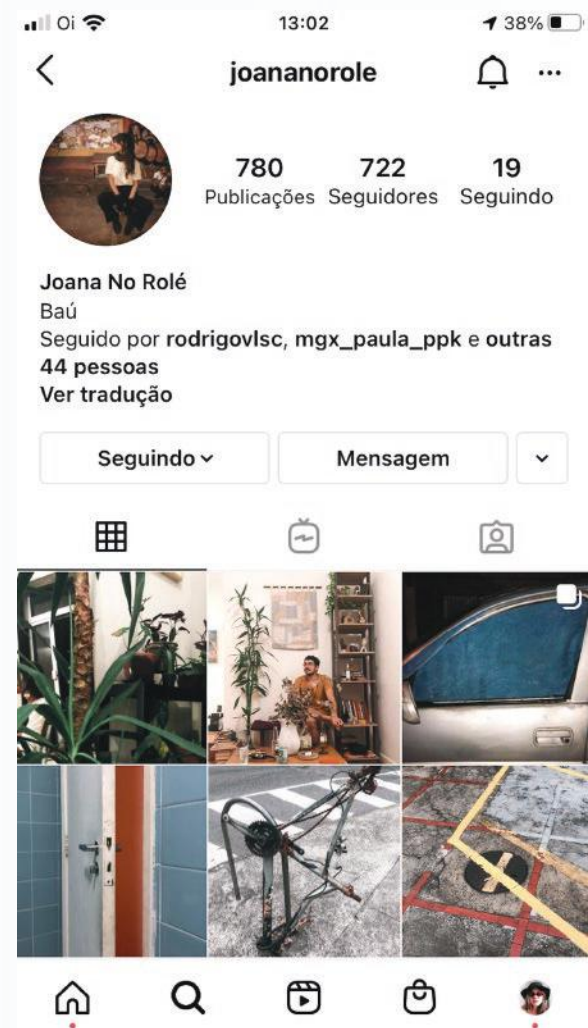 Oi 13:02 38%
joananorole
780 722 19
Publicações Seguidores Seguindo
Joana No Rolé
Baú
Seguido por rodrigovlsc, mgx_paula_ppk e outras
44 pessoas
Ver tradução
Seguindo Mensagem